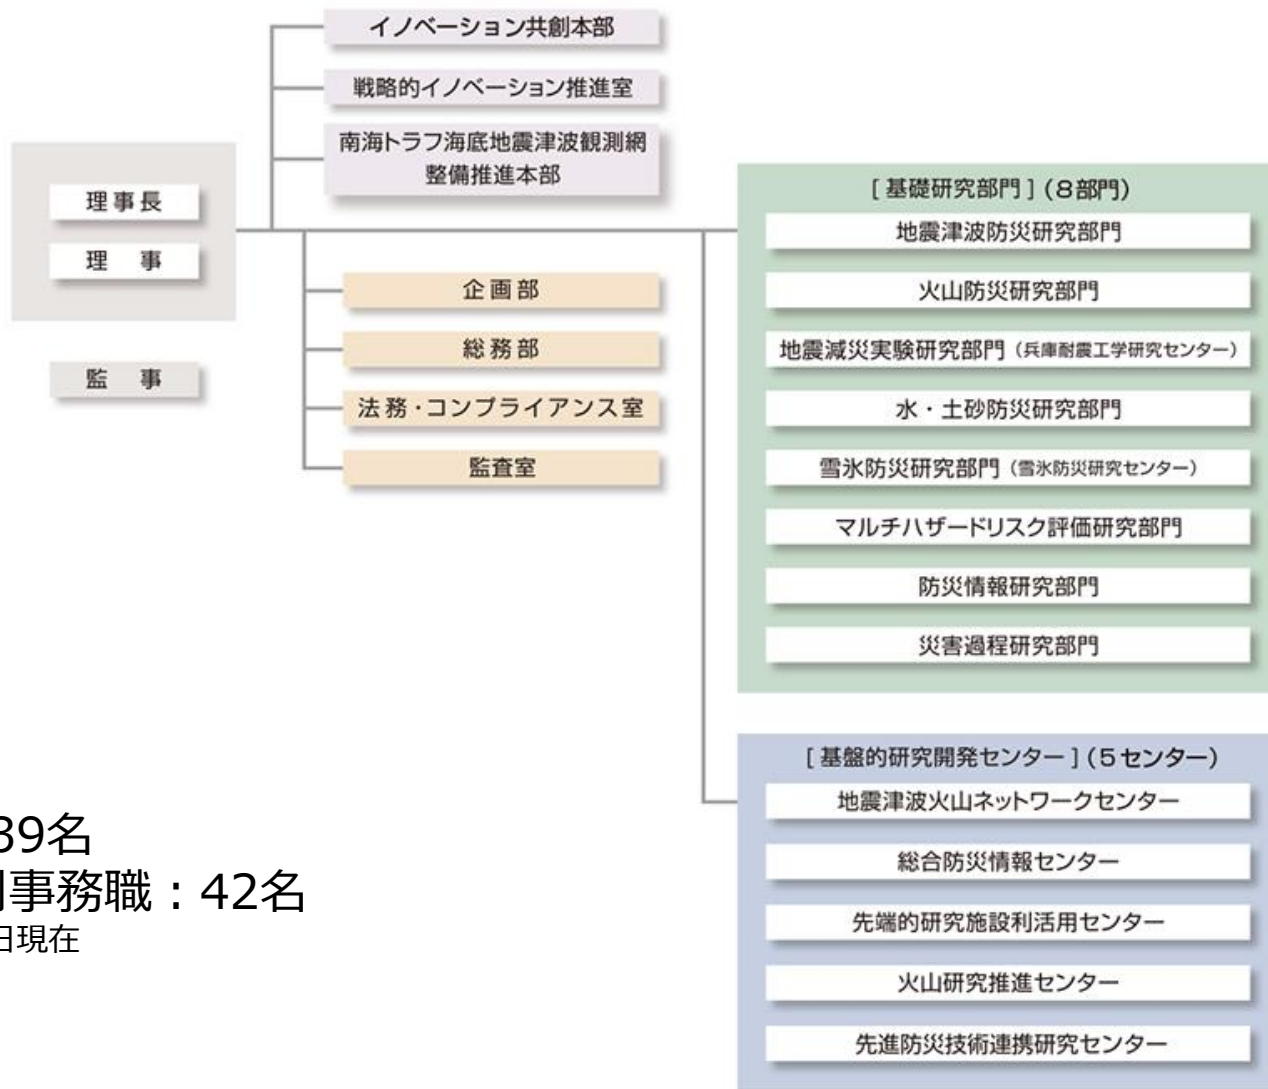 イノベーション共創本部
戦略的イノベーション推進室
南海トラフ海底地震津波観測網
整備推進本部
理事長
理　事
監　事
企画部
総務部
法務・コンプライアンス室
監査室
[基礎研究部門](8部門)
地震津波防災研究部門
火山防災研究部門
地震減災実験研究部門(兵庫耐震工学研究センター)
水・土砂防災研究部門
雪氷防災研究部門(雪氷防災研究センター)
マルチハザードリスク評価研究部門
防災情報研究部門
災害過程研究部門
[基盤的研究開発センター](5センター)
地震津波火山ネットワークセンター
総合防災情報センター
先端的研究施設利活用センター
火山研究推進センター
先進防災技術連携研究センター
39名
事務職：42名
日現在